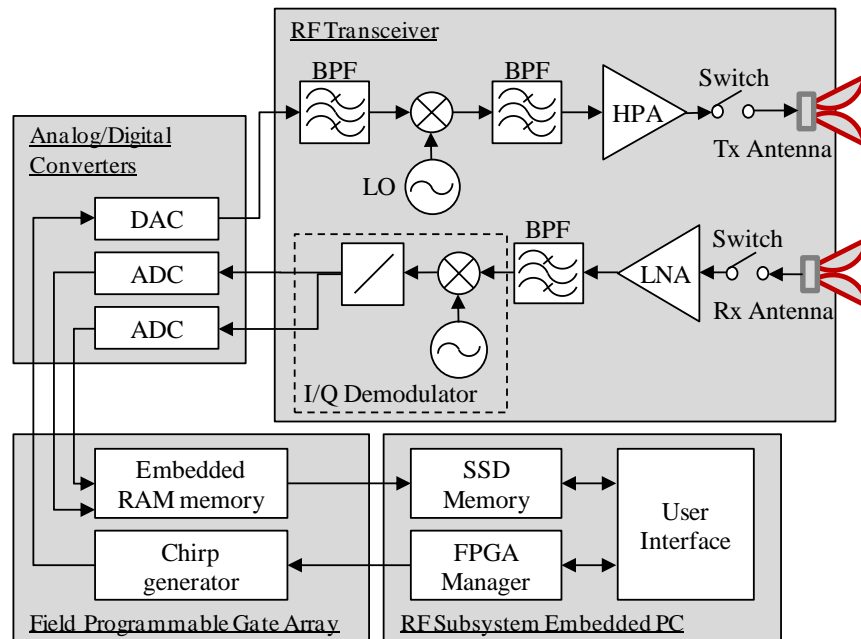 RF Transceiver
BPF
BPF
HPA
Switch
Tx Antenna
LO
Analog/Digital
Converters
DAC
ADC
ADC
BPF
LNA
Switch
Rx Antenna
I/Q Demodulator
Embedded
RAM memory
Chirp
generator
Field Programmable Gate Array
SSD
Memory
FPGA
Manager
User
Interface
RF Subsystem Embedded PC